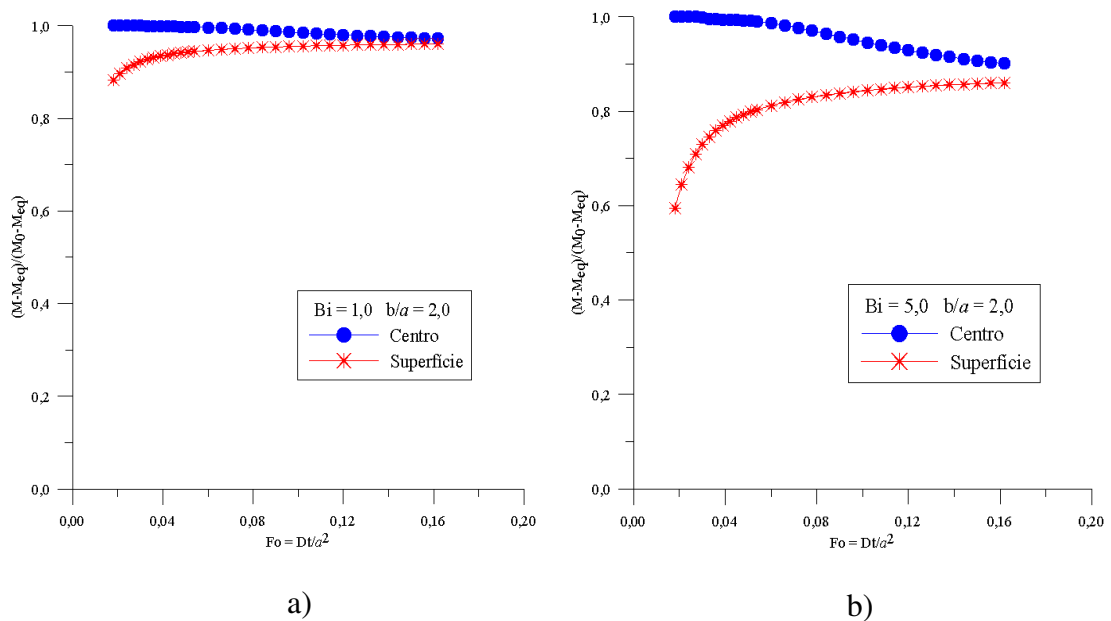 1,0
0,8
0,6
0,4
0,2
0,0
(M-Meq)/(M0-Meq)
Bi = 1,0 b/a = 2,0
Centro
Superfície
0,00 0,04 0,08 0,12 0,16 0,20
Fo = Dt/a²
a)
1,0
0,8
0,6
0,4
0,2
0,0
(M-Meq)/(M0-Meq)
Bi = 5,0 b/a = 2,0
Centro
Superfície
0,00 0,04 0,08 0,12 0,16 0,20
Fo = Dt/a²
b)